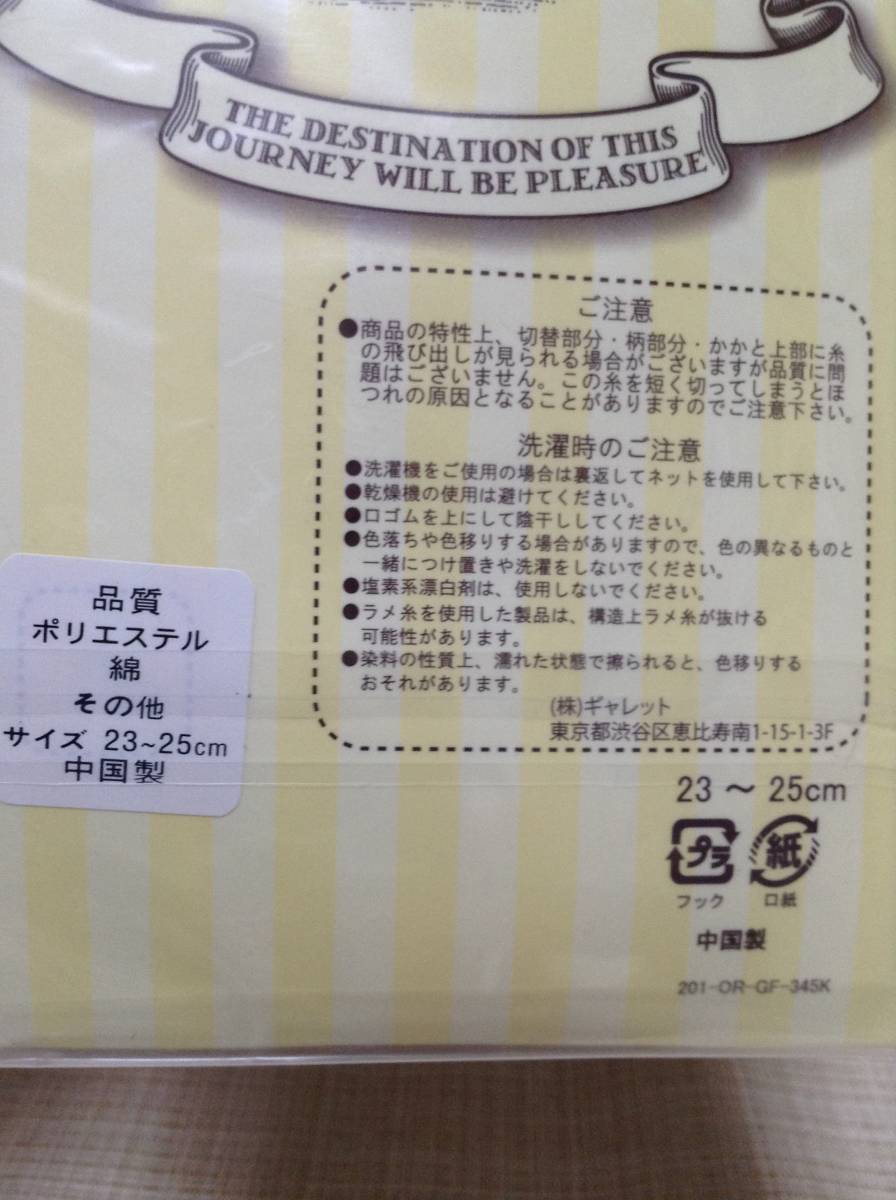 THE DESTINATION OF THIS
JOURNEY WILL BE PLEASURE
ご注意
●商品の特性上、切替部分・柄部分・かかと上部に糸
の飛び出しが見られる場合がございますが品質に問
題はございません。この糸を短く切ってしまうとほ
つれの原因となることがありますのでご注意下さい。
洗濯時のご注意
●洗濯機をご使用の場合は裏返してネットを使用して下さい。
●乾燥機の使用は避けてください。
●口ゴムを上にして陰干ししてください。
●色落ちや色移りする場合がありますので、色の異なるものと
一緒につけ置きや洗濯をしないでください。
●塩素系漂白剤は、使用しないでください。
●ラメ糸を使用した製品は、構造上ラメ糸が抜ける
可能性があります。
●染料の性質上、濡れた状態で擦られると、色移りする
おそれがあります。
(株)ギャレット
東京都渋谷区恵比寿南1-15-1-3F
品質
ポリエステル
綿
その他
サイズ 23~25cm
中国製
23 〜 25cm
プラ 紙
フック 口紙
中国製
201-OR-GF-345K